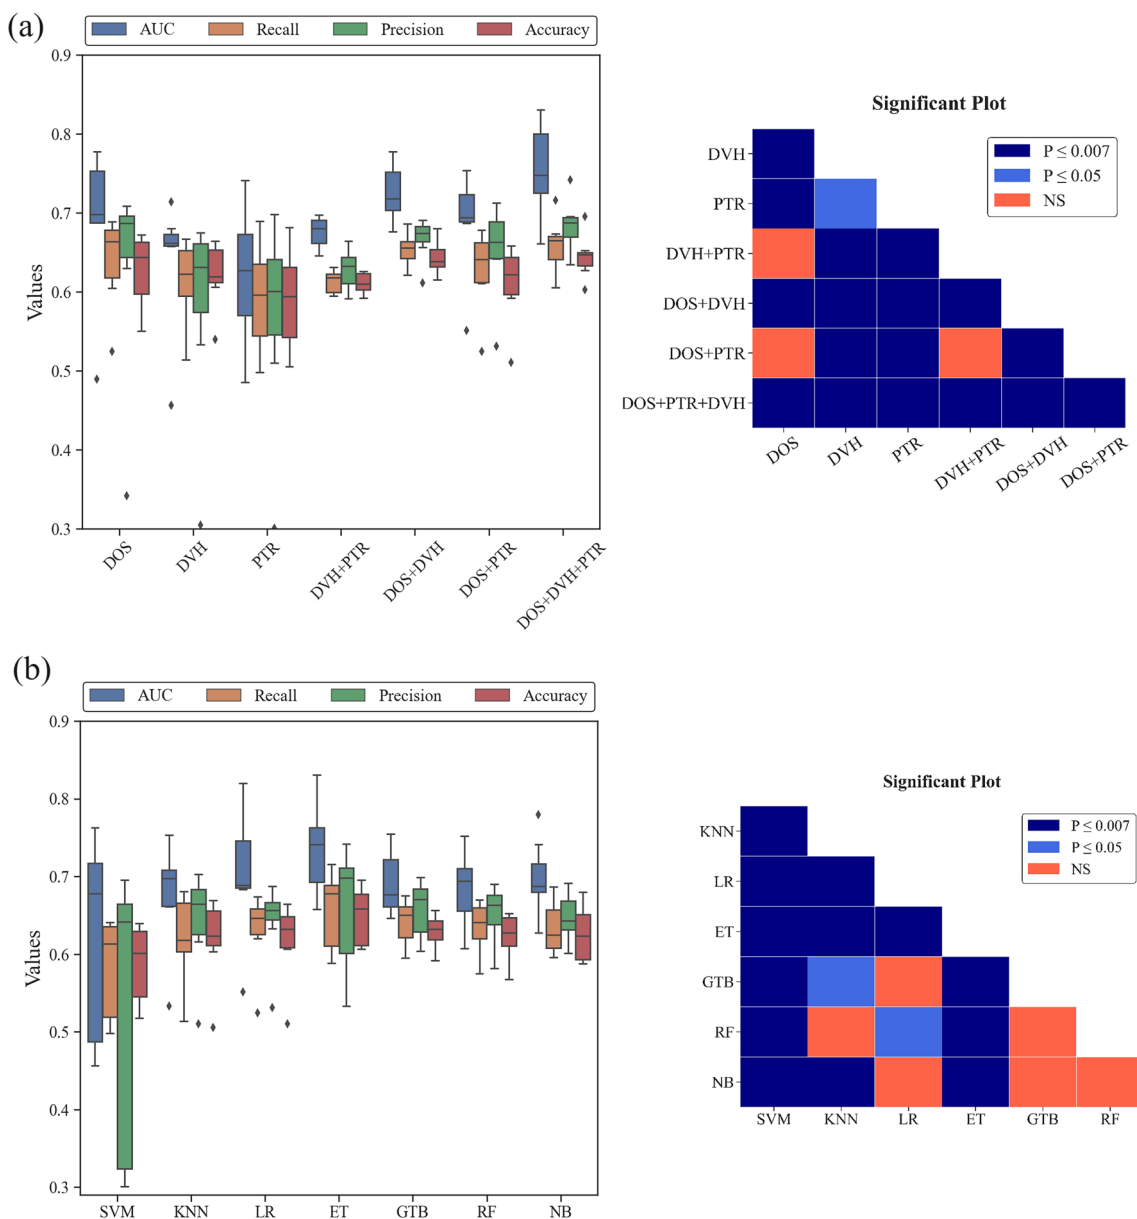 (a)
AUC Recall Precision Accuracy
0.9
0.8
0.7
0.6
0.5
0.4
0.3
Values
DOS DVH PTR DVH+PTR DOS+DVH DOS+PTR DOS+DVH+PTR
Significant Plot
P ≤ 0.007
P ≤ 0.05
NS
DVH
PTR
DVH+PTR
DOS+DVH
DOS+PTR
DOS+PTR+DVH
DOS DVH PTR DVH+PTR DOS+DVH DOS+PTR
(b)
AUC Recall Precision Accuracy
0.9
0.8
0.7
0.6
0.5
0.4
0.3
Values
SVM KNN LR ET GTB RF NB
Significant Plot
P ≤ 0.007
P ≤ 0.05
NS
KNN
LR
ET
GTB
RF
NB
SVM KNN LR ET GTB RF